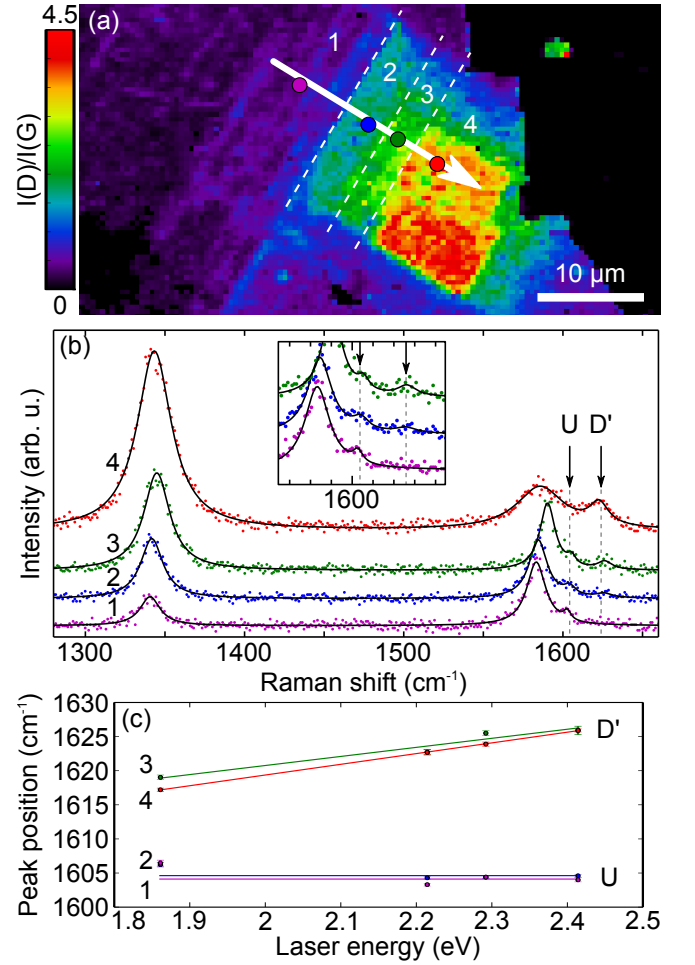 4.5
(a)
I(D)/I(G)
0
1
2
3
4
10 μm
(b)
Intensity (arb. u.)
4
3
2
1
1600
U D'
1300 1400 1500 1600
Raman shift (cm⁻¹)
(c)
Peak position (cm⁻¹)
1630
1625
1620
1615
1610
1605
1600
3
4
2
1
D'
U
1.8 1.9 2 2.1 2.2 2.3 2.4 2.5
Laser energy (eV)